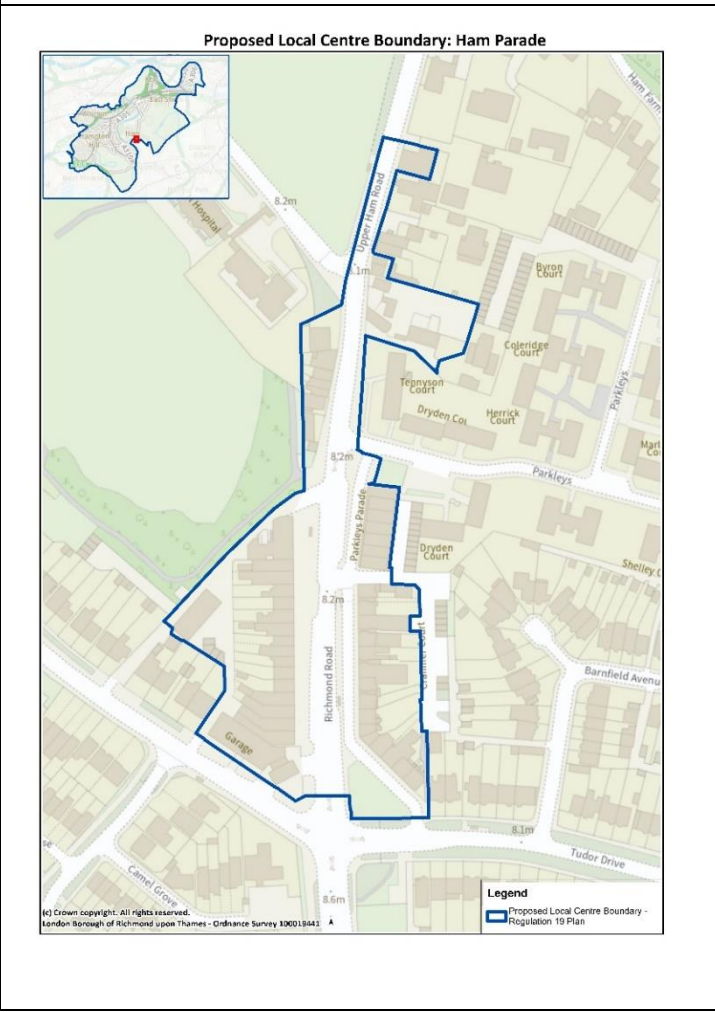 Proposed Local Centre Boundary: Ham Parade
Ham Farm
8.2m
Hospital
Upper Ham Road
.1m
Byron
Court
Coleridge
Court
Parkleys
Tennyson
Court
Dryden Co
Herrick
Court
8.2m
Parkleys
Parkleys Parade
Dryden
Court
Shelley C
8.2m
Cranmer Court
Richmond Road
Barnfield Avenu
Garage
8.1m
Tudor Drive
Camel Grove
8.6m
Legend
Proposed Local Centre Boundary -
Regulation 19 Plan
(c) Crown copyright. All rights reserved.
London Borough of Richmond upon Thames - Ordnance Survey 100019441